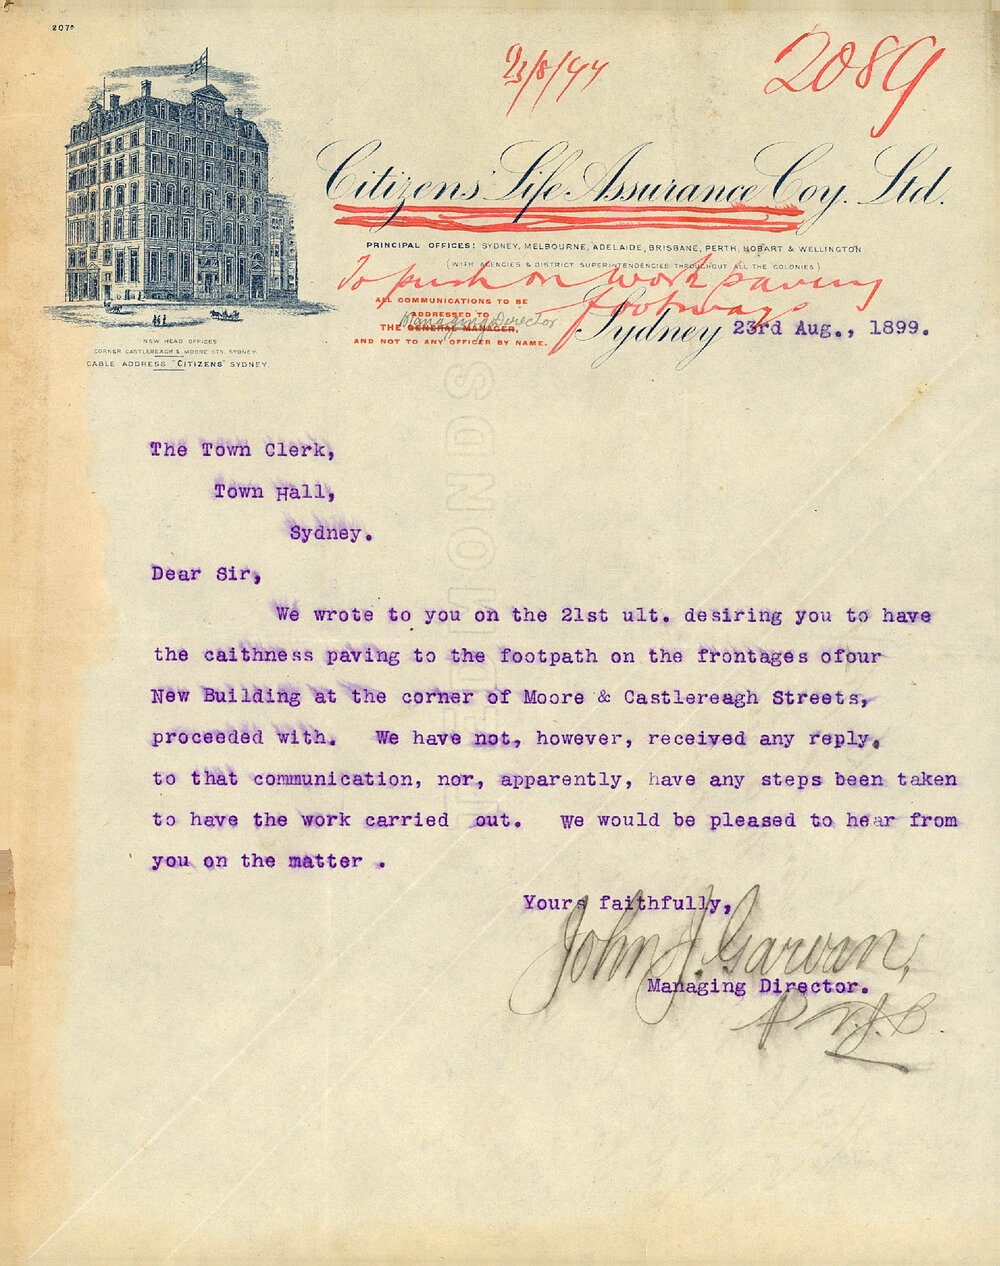 2070
23/8/99
2089
Citizens' Life Assurance Coy. Ltd.
PRINCIPAL OFFICES: SYDNEY, MELBOURNE, ADELAIDE, BRISBANE, PERTH, HOBART & WELLINGTON
(WITH AGENCIES & DISTRICT SUPERINTENDENCIES THROUGHOUT ALL THE COLONIES)
To push on work paving
footways
ALL COMMUNICATIONS TO BE
ADDRESSED TO
Managing Director
THE GENERAL MANAGER,
AND NOT TO ANY OFFICER BY NAME.
Sydney 23rd Aug., 1899.
NEW HEAD OFFICES
CORNER CASTLEREAGH & MOORE STS. SYDNEY.
CABLE ADDRESS "CITIZENS" SYDNEY.
The Town Clerk,
Town Hall,
Sydney.
Dear Sir,
We wrote to you on the 21st ult. desiring you to have
the caithness paving to the footpath on the frontages ofour
New Building at the corner of Moore & Castlereagh Streets,
proceeded with. We have not, however, received any reply,
to that communication, nor, apparently, have any steps been taken
to have the work carried out. We would be pleased to hear from
you on the matter .
Yours faithfully,
John J. Garvan,
Managing Director.